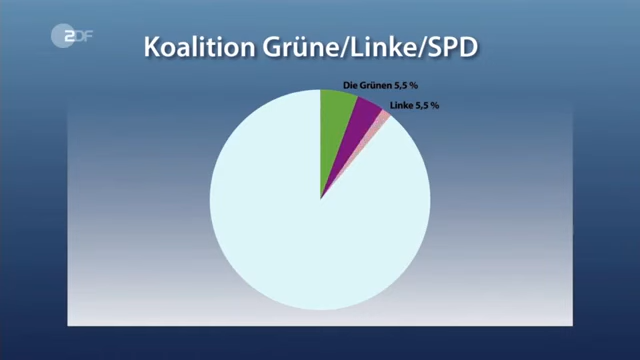 ZDF
Koalition Grüne/Linke/SPD
Die Grünen 5,5 %
Linke 5,5 %